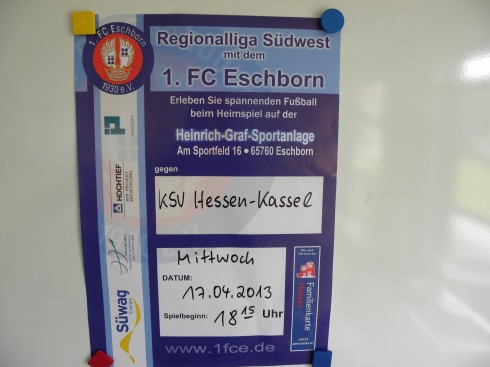 1. FC Eschborn
1930 e.V.
Regionalliga Südwest
mit dem
1. FC Eschborn
Erleben Sie spannenden Fußball
beim Heimspiel auf der
Heinrich-Graf-Sportanlage
Am Sportfeld 16 • 65760 Eschborn
gegen
KSV Hessen-Kassel
Mittwoch
DATUM:
17.04.2013
Spielbeginn: 18 15 Uhr
www.1fce.de
HOCHTIEF
Süwag
Familienkarte
Hessen